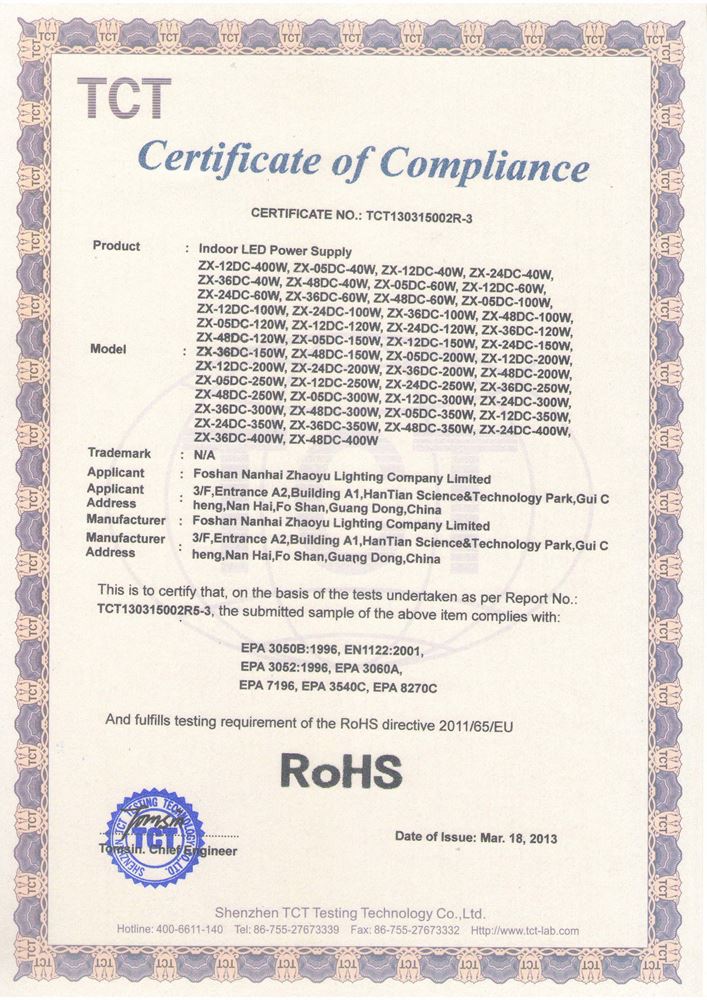 TCT
Certificate of Compliance
CERTIFICATE NO.: TCT130315002R-3
Product : Indoor LED Power Supply
ZX-12DC-400W, ZX-05DC-40W, ZX-12DC-40W, ZX-24DC-40W,
ZX-36DC-40W, ZX-48DC-40W, ZX-05DC-60W, ZX-12DC-60W,
ZX-24DC-60W, ZX-36DC-60W, ZX-48DC-60W, ZX-05DC-100W,
ZX-12DC-100W, ZX-24DC-100W, ZX-36DC-100W, ZX-48DC-100W,
ZX-05DC-120W, ZX-12DC-120W, ZX-24DC-120W, ZX-36DC-120W,
ZX-48DC-120W, ZX-05DC-150W, ZX-12DC-150W, ZX-24DC-150W,
Model : ZX-36DC-150W, ZX-48DC-150W, ZX-05DC-200W, ZX-12DC-200W,
ZX-12DC-200W, ZX-24DC-200W, ZX-36DC-200W, ZX-48DC-200W,
ZX-05DC-250W, ZX-12DC-250W, ZX-24DC-250W, ZX-36DC-250W,
ZX-48DC-250W, ZX-05DC-300W, ZX-12DC-300W, ZX-24DC-300W,
ZX-36DC-300W, ZX-48DC-300W, ZX-05DC-350W, ZX-12DC-350W,
ZX-24DC-350W, ZX-36DC-350W, ZX-48DC-350W, ZX-24DC-400W,
ZX-36DC-400W, ZX-48DC-400W
Trademark : N/A
Applicant : Foshan Nanhai Zhaoyu Lighting Company Limited
Applicant Address : 3/F,Entrance A2,Building A1,HanTian Science&Technology Park,Gui C
heng,Nan Hai,Fo Shan,Guang Dong,China
Manufacturer : Foshan Nanhai Zhaoyu Lighting Company Limited
Manufacturer Address : 3/F,Entrance A2,Building A1,HanTian Science&Technology Park,Gui C
heng,Nan Hai,Fo Shan,Guang Dong,China
This is to certify that, on the basis of the tests undertaken as per Report No.:
TCT130315002R5-3, the submitted sample of the above item complies with:
EPA 3050B:1996, EN1122:2001,
EPA 3052:1996, EPA 3060A,
EPA 7196, EPA 3540C, EPA 8270C
And fulfills testing requirement of the RoHS directive 2011/65/EU
RoHS
SHENZHEN TCT TESTING TECHNOLOGY CO.,LTD.
TCT
Tomsin
Tomsin. Chief Engineer
Date of Issue: Mar. 18, 2013
Shenzhen TCT Testing Technology Co.,Ltd.
Hotline: 400-6611-140 Tel: 86-755-27673339 Fax: 86-755-27673332 Http://www.tct-lab.com